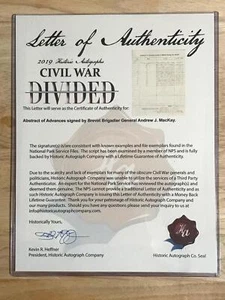 Letter of Authenticity
2019 Historic Autographs
CIVIL WAR
DIVIDED
This Letter will serve as the Certificate of Authenticity for:
Abstract of Advances signed by Brevet Brigadier General Andrew J. MacKay.
The signature(s) are consistent with known examples and file exemplars found in the
National Park Service Files. The script has been examined by a member of NPS and is fully
backed by Historic Autograph Company with a Lifetime Guarantee of Authenticity.
Due to the scarcity and lack of exemplars for many of the obscure Civil War generals and
politicians, Historic Autograph Company was unable to utilize the services of a Third Party
Authenticator. An expert for the National Park Service has reviewed the autograph(s) and
deemed them genuine. The NPS cannot provide a traditional Letter of Authenticity and as
such Historic Autograph Company is issuing this Letter of Authenticity with a Money Back
Lifetime Guarantee. Thank you for your patronage of Historic Autograph Company and
our many products. Should you have any questions please send your inquiry to us at
info@historicautographcompany.com.
Historically Yours,
Kevin R. Heffner
President, Historic Autograph Company
HA
Historic Autograph Co. Seal